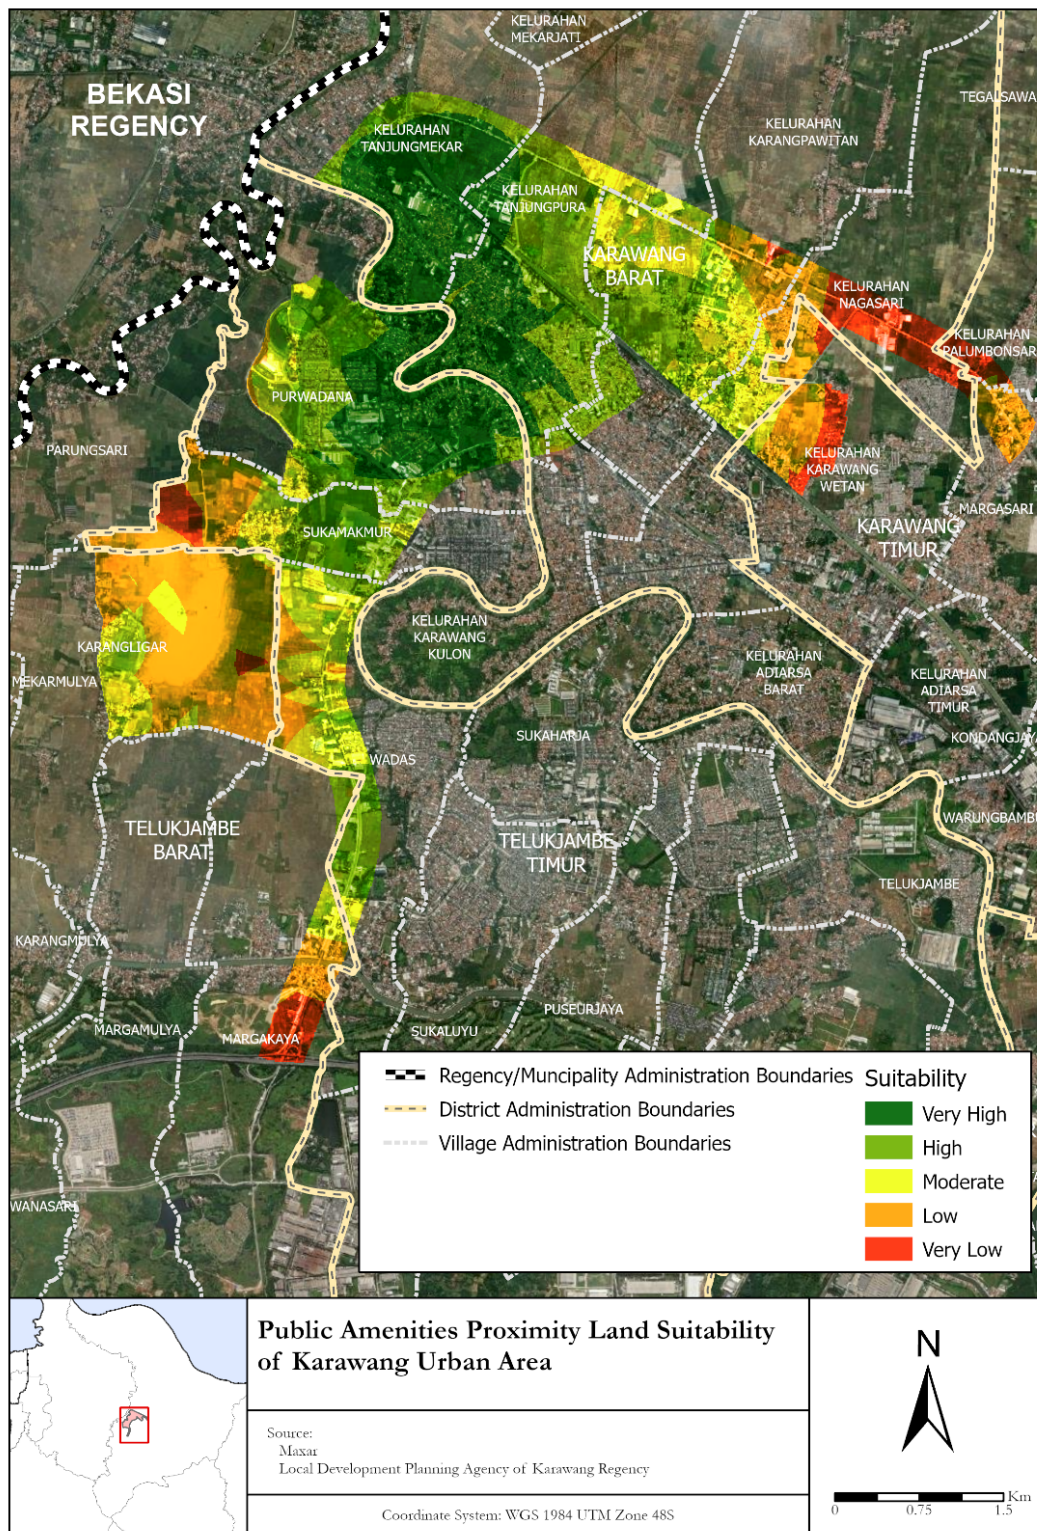 KELURAHAN
MEKARJATI
BEKASI
REGENCY
TEGALSAWA
KELURAHAN
TANJUNGMEKAR
KELURAHAN
KARANGPAWITAN
KELURAHAN
TANJUNGPURA
KARAWANG
BARAT
KELURAHAN
NAGASARI
KELURAHAN
PALUMBONSAR
PURWADANA
PARUNGSARI
KELURAHAN
KARAWANG
WETAN
MARGASARI
KARAWANG
TIMUR
SUKAMAKMUR
KELURAHAN
KARAWANG
KULON
KARANGLIGAR
MEKARMULYA
KELURAHAN
ADIARSA
BARAT
KELURAHAN
ADIARSA
TIMUR
SUKAHARJA
KONDANGJAYA
WADAS
TELUKJAMBE
BARAT
TELUKJAMBE
TIMUR
WARUNGBAMBU
TELUKJAMBE
KARANGMULYA
MARGAMULYA
MARGAKAYA
PUSEURJAYA
SUKALUYU
WANASARI
Regency/Muncipality Administration Boundaries
District Administration Boundaries
Village Administration Boundaries
Suitability
Very High
High
Moderate
Low
Very Low
Public Amenities Proximity Land Suitability
of Karawang Urban Area
Source:
Maxar
Local Development Planning Agency of Karawang Regency
Coordinate System: WGS 1984 UTM Zone 48S
N
Km
0 0.75 1.5